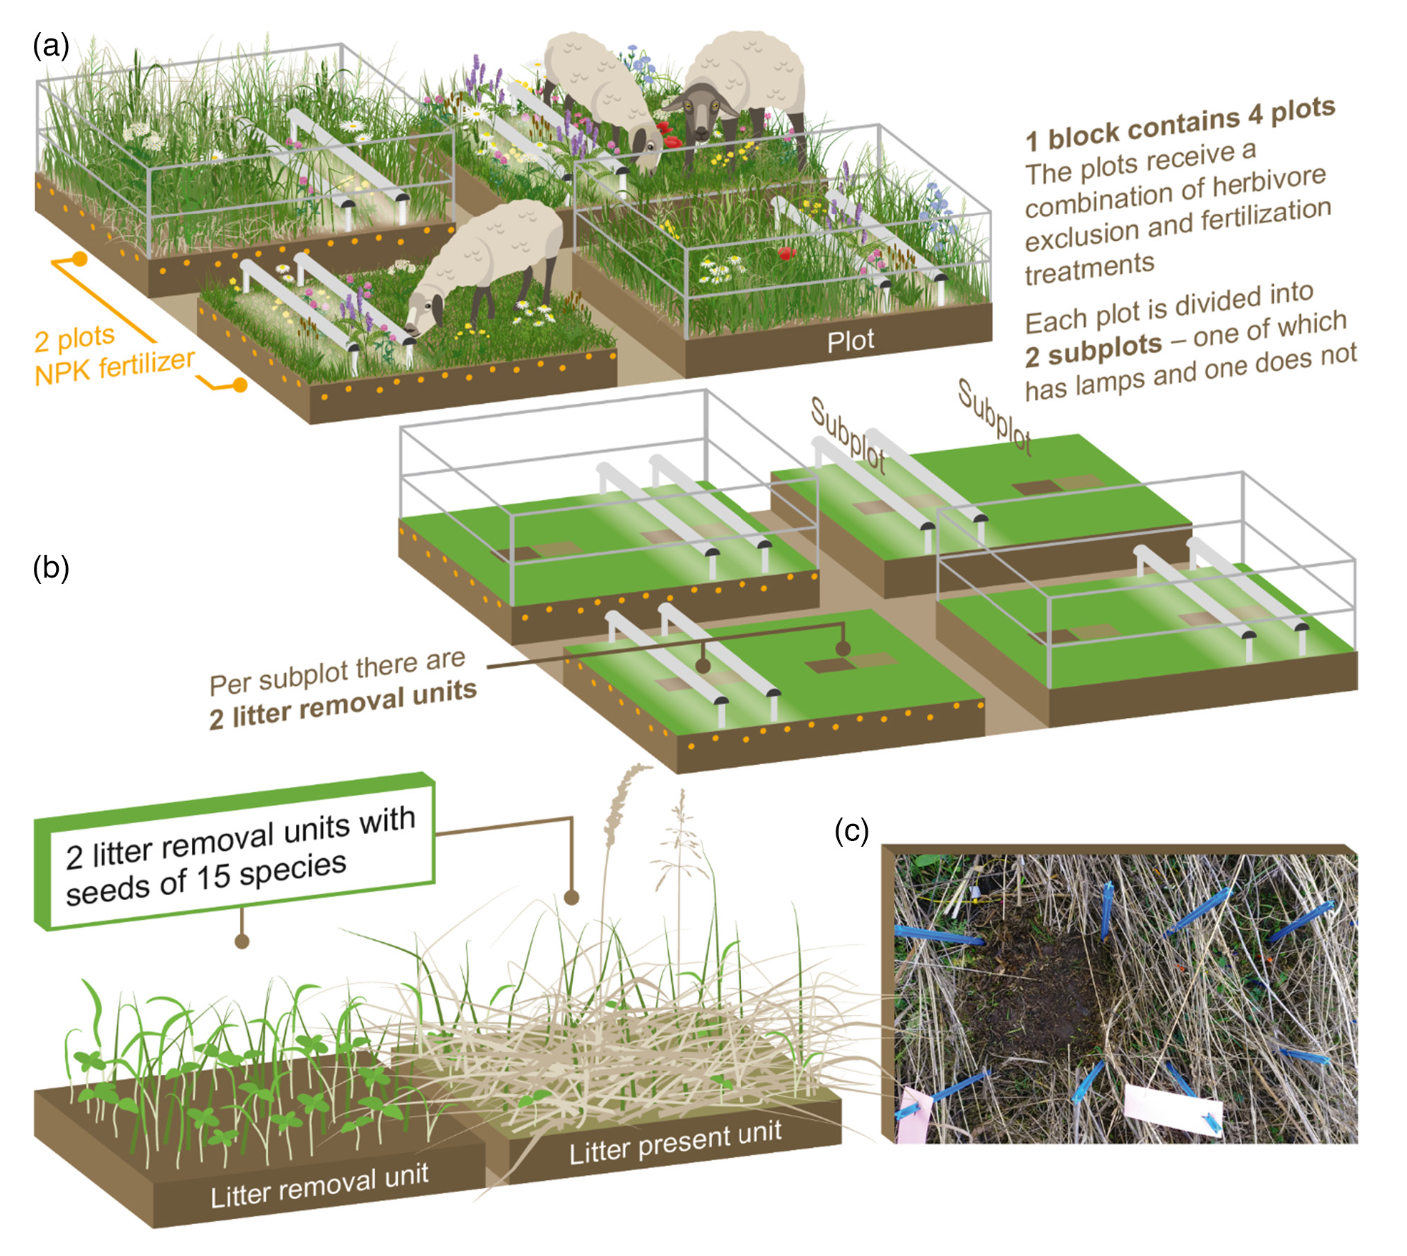 (a)
1 block contains 4 plots
The plots receive a
combination of herbivore
exclusion and fertilization
treatments
Each plot is divided into
2 subplots – one of which
has lamps and one does not
2 plots
NPK fertilizer
Plot
Subplot
Subplot
(b)
Per subplot there are
2 litter removal units
2 litter removal units with
seeds of 15 species
(c)
Litter removal unit
Litter present unit